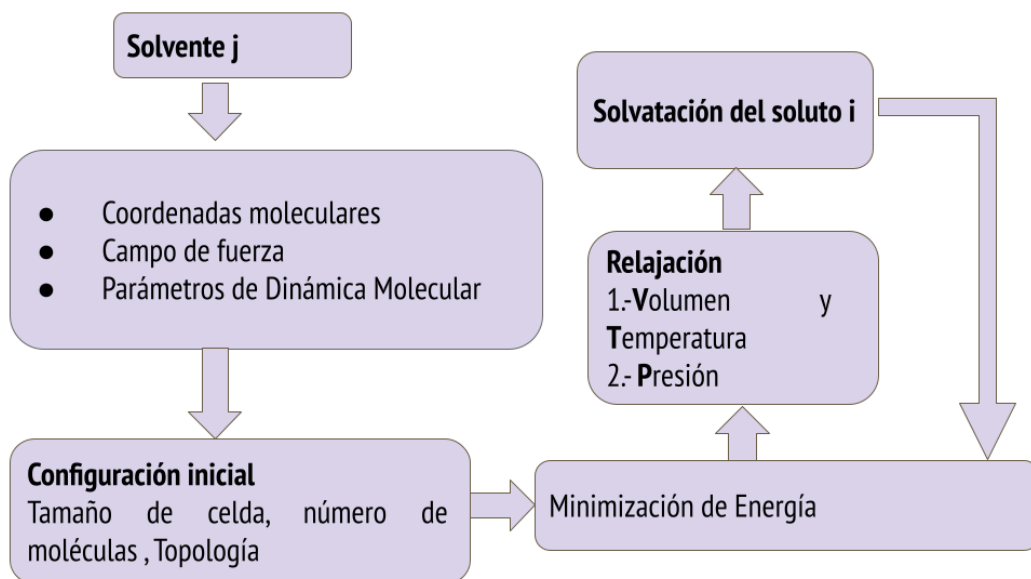 Solvente j
● Coordenadas moleculares
● Campo de fuerza
● Parámetros de Dinámica Molecular
Configuración inicial
Tamaño de celda, número de
moléculas , Topología
Minimización de Energía
Relajación
1.-Volumen y
Temperatura
2.- Presión
Solvatación del soluto i